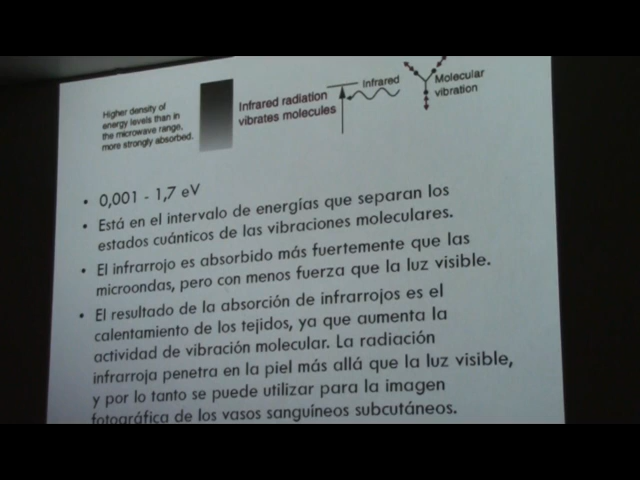 Higher density of
energy levels than in
the microwave range,
more strongly absorbed.
Infrared radiation
vibrates molecules
Infrared
Molecular
vibration
• 0,001 - 1,7 eV
• Está en el intervalo de energías que separan los
estados cuánticos de las vibraciones moleculares.
• El infrarrojo es absorbido más fuertemente que las
microondas, pero con menos fuerza que la luz visible.
• El resultado de la absorción de infrarrojos es el
calentamiento de los tejidos, ya que aumenta la
actividad de vibración molecular. La radiación
infrarroja penetra en la piel más allá que la luz visible,
y por lo tanto se puede utilizar para la imagen
fotográfica de los vasos sanguíneos subcutáneos.